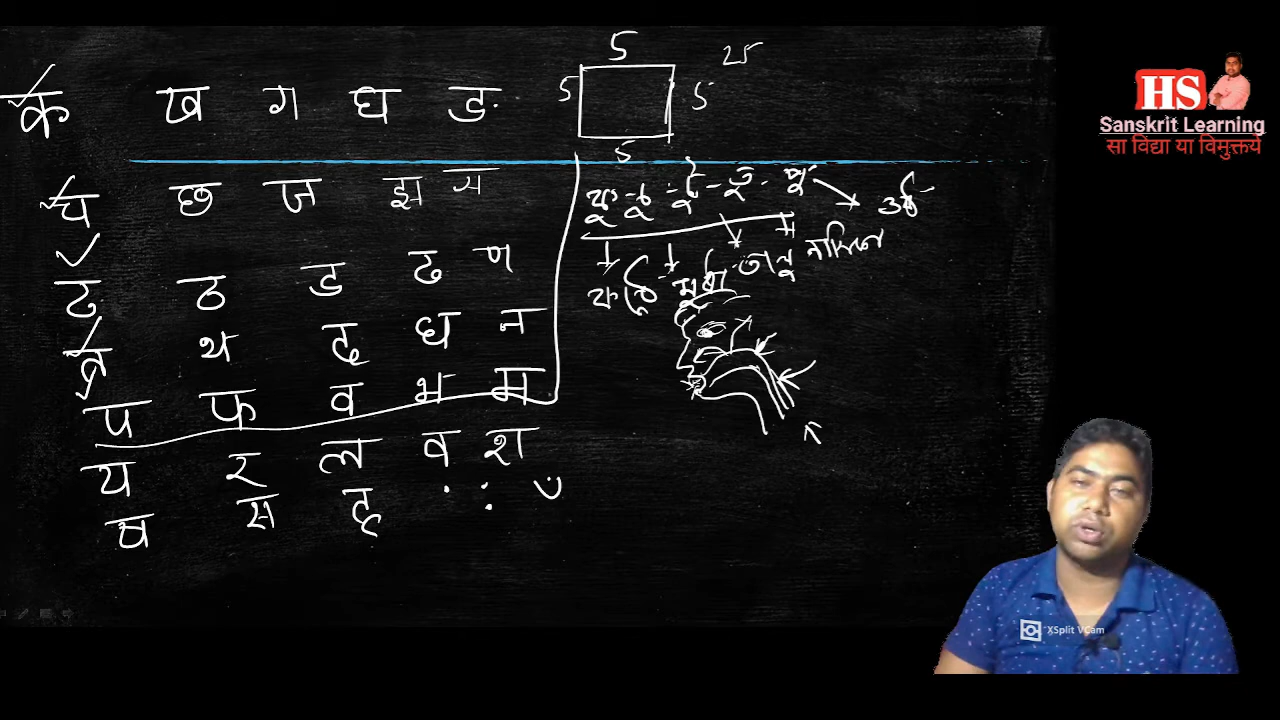 क ख ग घ ङ
5
5 5
5
25
च छ ज झ ञ
ट ठ ड ढ ण
त थ द ध न
प फ व भ म
य र ल व श
ष स ह
HS
Sanskrit Learning
सा विद्या या विमुक्तये
XSplit VCam